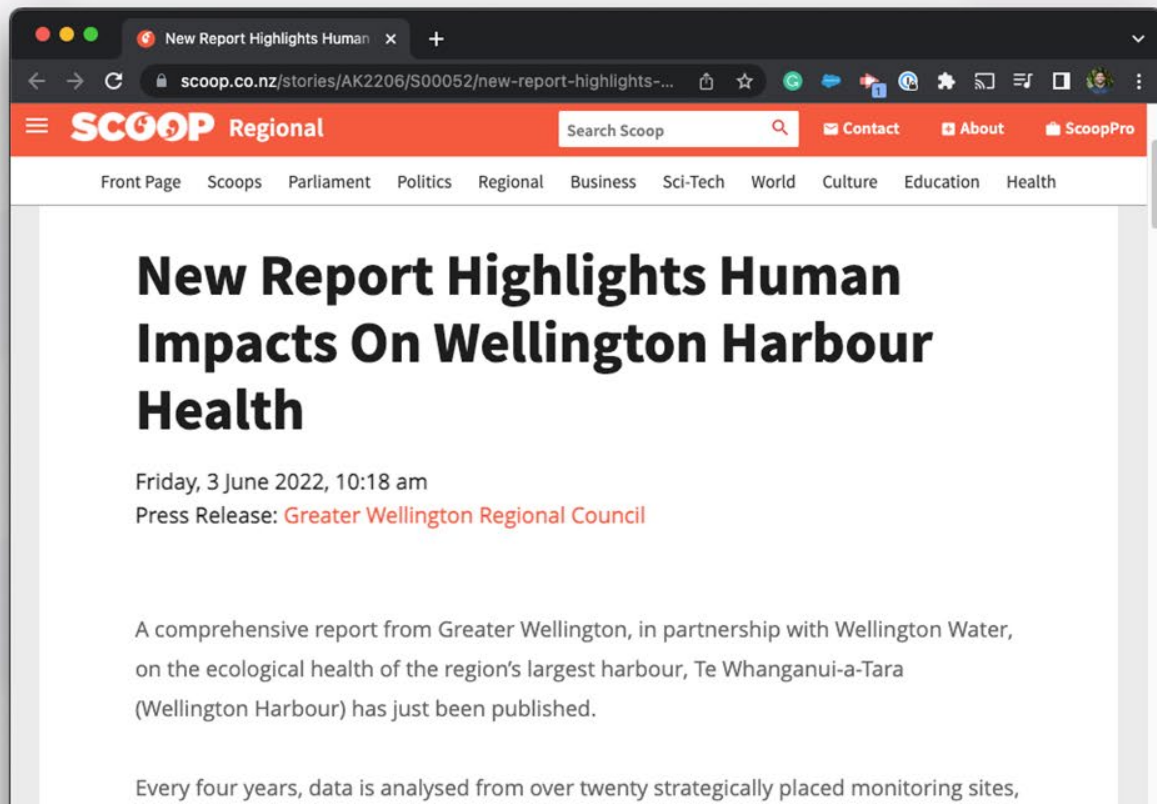 New Report Highlights Human
scoop.co.nz/stories/AK2206/S00052/new-report-highlights-...
1
SCOOP Regional
Search Scoop
Contact
About
ScoopPro
Front Page Scoops Parliament Politics Regional Business Sci-Tech World Culture Education Health
New Report Highlights Human
Impacts On Wellington Harbour
Health
Friday, 3 June 2022, 10:18 am
Press Release: Greater Wellington Regional Council
A comprehensive report from Greater Wellington, in partnership with Wellington Water,
on the ecological health of the region’s largest harbour, Te Whanganui-a-Tara
(Wellington Harbour) has just been published.
Every four years, data is analysed from over twenty strategically placed monitoring sites,